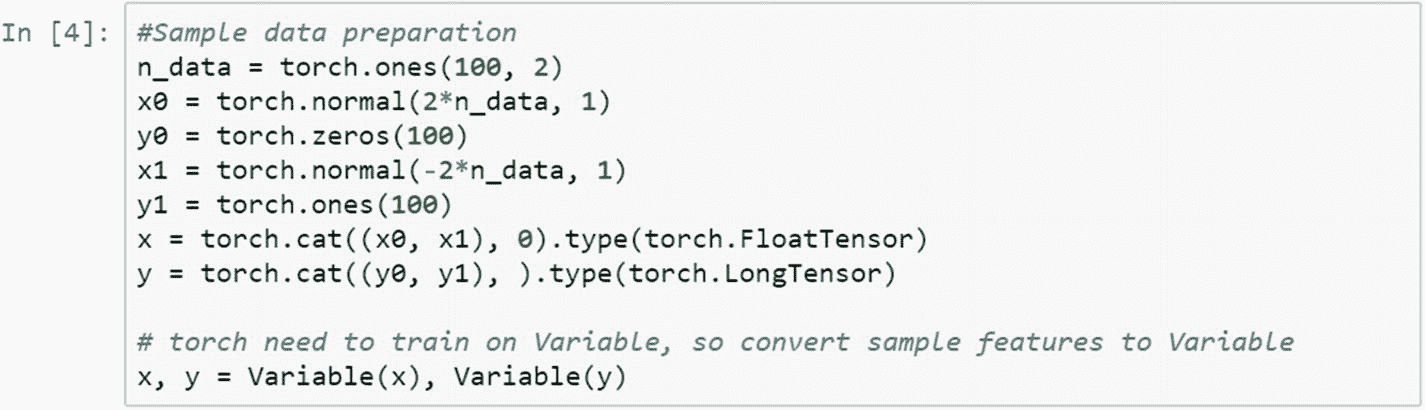 In [4]: #Sample data preparation
n_data = torch.ones(100, 2)
x0 = torch.normal(2*n_data, 1)
y0 = torch.zeros(100)
x1 = torch.normal(-2*n_data, 1)
y1 = torch.ones(100)
x = torch.cat((x0, x1), 0).type(torch.FloatTensor)
y = torch.cat((y0, y1), ).type(torch.LongTensor)
# torch need to train on Variable, so convert sample features to Variable
x, y = Variable(x), Variable(y)